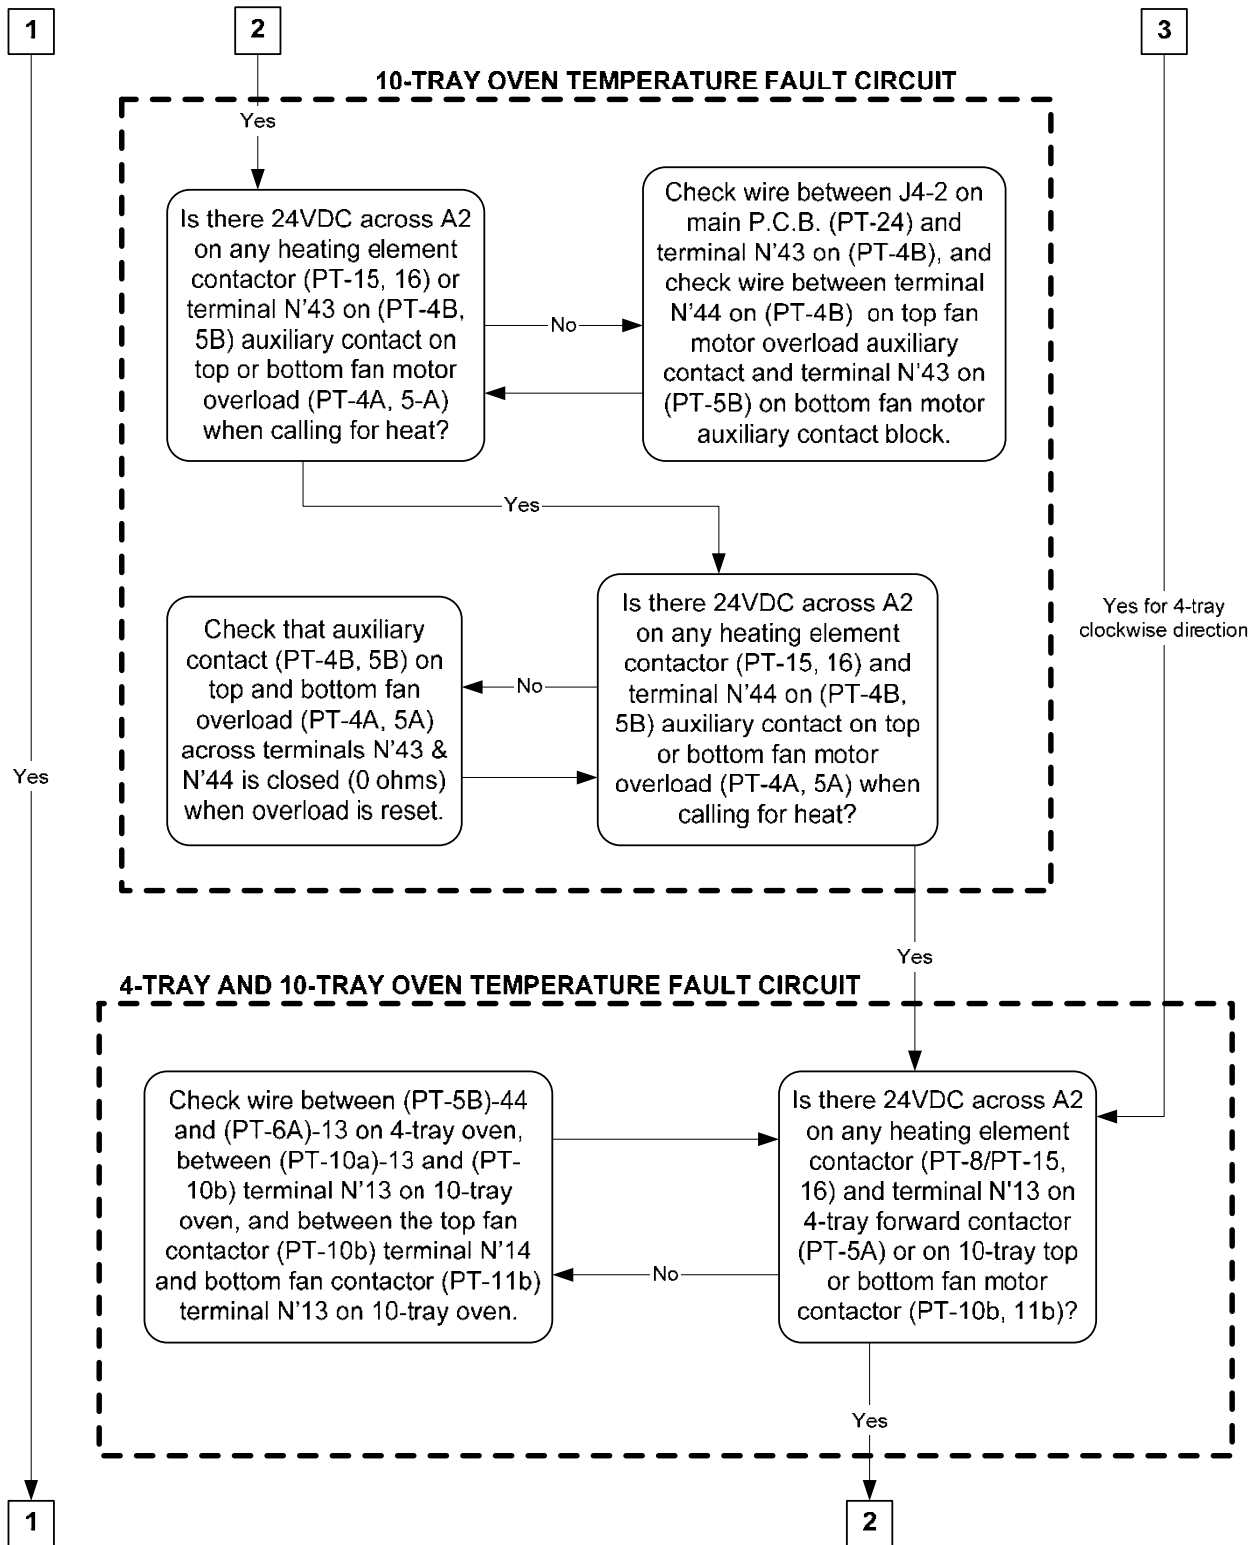 1
2
3
10-TRAY OVEN TEMPERATURE FAULT CIRCUIT
Yes
Is there 24VDC across A2
on any heating element
contactor (PT-15, 16) or
terminal N'43 on (PT-4B,
5B) auxiliary contact on
top or bottom fan motor
overload (PT-4A, 5-A)
when calling for heat?
No
Check wire between J4-2 on
main P.C.B. (PT-24) and
terminal N'43 on (PT-4B), and
check wire between terminal
N'44 on (PT-4B) on top fan
motor overload auxiliary
contact and terminal N'43 on
(PT-5B) on bottom fan motor
auxiliary contact block.
Yes
Check that auxiliary
contact (PT-4B, 5B) on
top and bottom fan
overload (PT-4A, 5A)
across terminals N'43 &
N'44 is closed (0 ohms)
when overload is reset.
No
Is there 24VDC across A2
on any heating element
contactor (PT-15, 16) and
terminal N'44 on (PT-4B,
5B) auxiliary contact on top
or bottom fan motor
overload (PT-4A, 5A) when
calling for heat?
Yes for 4-tray
clockwise direction
Yes
Yes
4-TRAY AND 10-TRAY OVEN TEMPERATURE FAULT CIRCUIT
Check wire between (PT-5B)-44
and (PT-6A)-13 on 4-tray oven,
between (PT-10a)-13 and (PT-
10b) terminal N'13 on 10-tray
oven, and between the top fan
contactor (PT-10b) terminal N'14
and bottom fan contactor (PT-11b)
terminal N'13 on 10-tray oven.
No
Is there 24VDC across A2
on any heating element
contactor (PT-8/PT-15,
16) and terminal N'13 on
4-tray forward contactor
(PT-5A) or on 10-tray top
or bottom fan motor
contactor (PT-10b, 11b)?
Yes
1
2